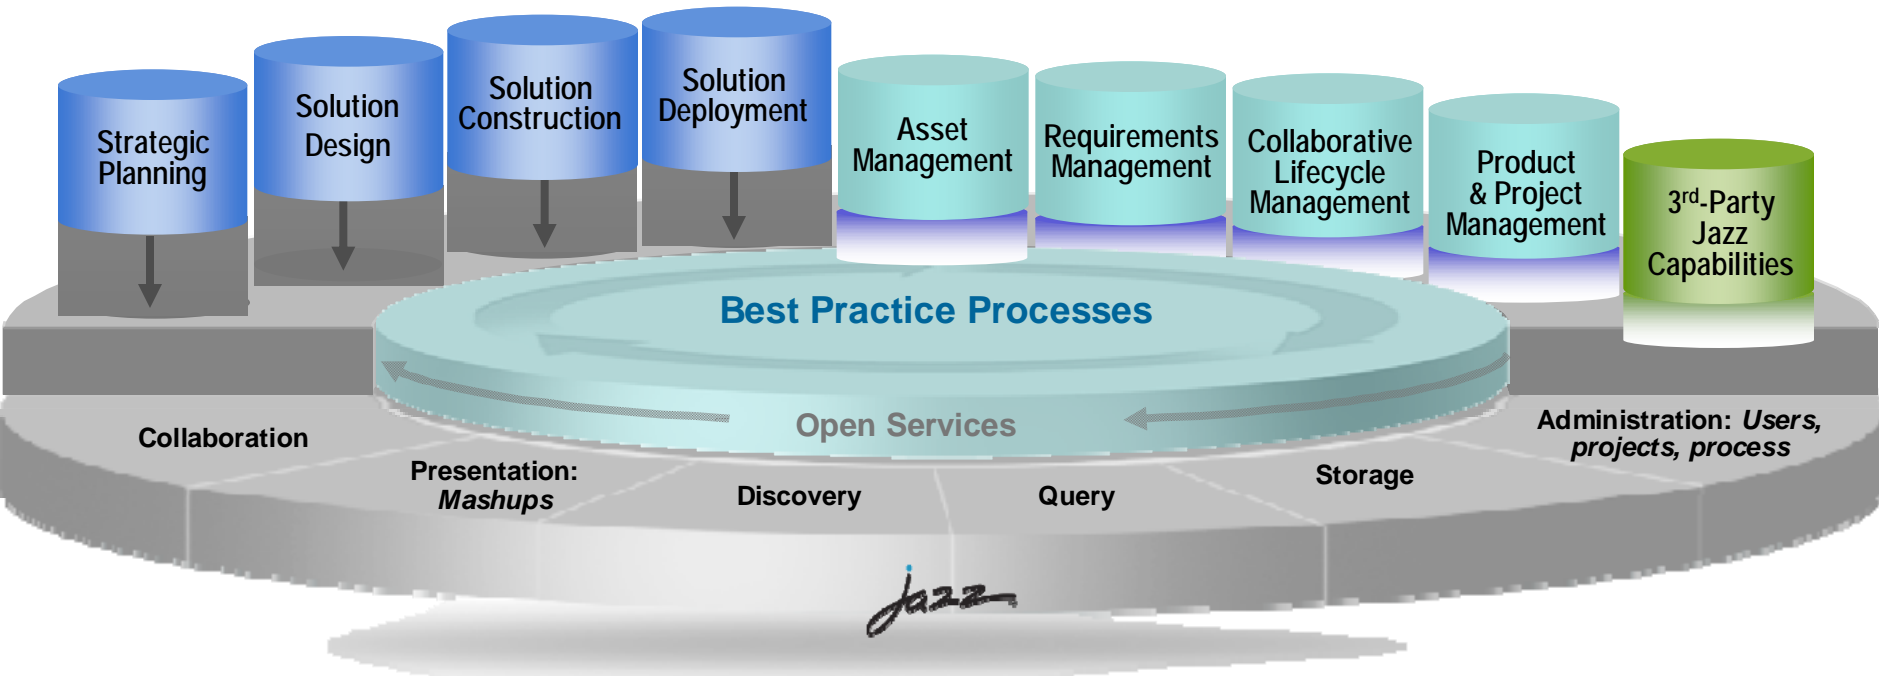 Strategic
Planning
Solution
Design
Solution
Construction
Solution
Deployment
Asset
Management
Requirements
Management
Collaborative
Lifecycle
Management
Product
& Project
Management
3rd-Party
Jazz
Capabilities
Best Practice Processes
Open Services
Collaboration
Presentation:
Mashups
Discovery
Query
Storage
Administration: Users,
projects, process
jazz